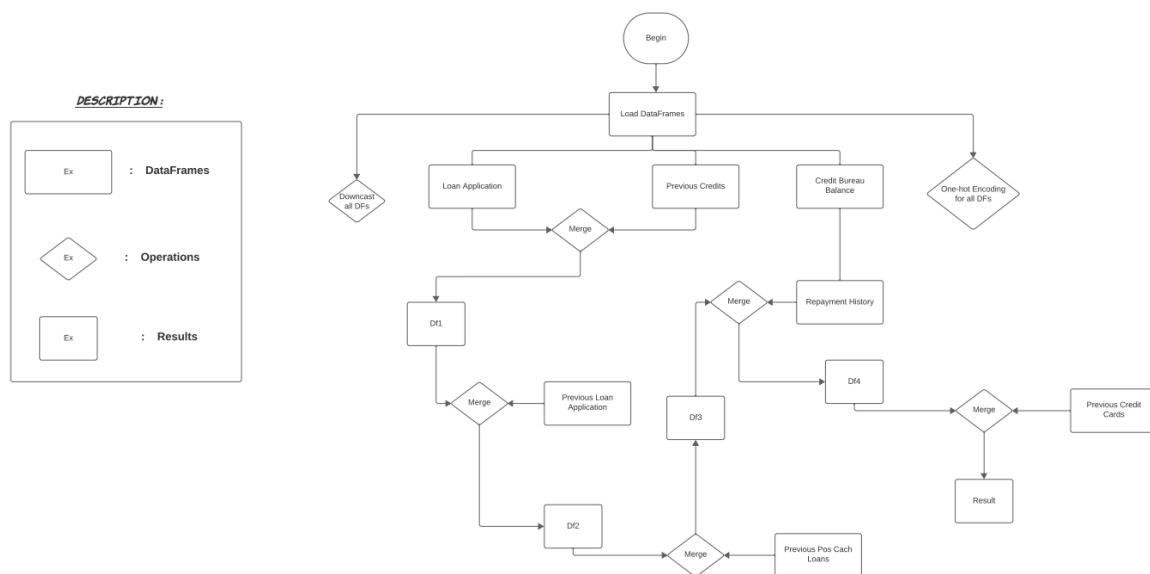 Begin
DESCRIPTION:
Load DataFrames
Ex
: DataFrames
Loan Application
Previous Credits
Credit Bureau
Balance
Downcast
all DFs
One-hot Encoding
for all DFs
Merge
Ex
: Operations
Merge
Repayment History
Df1
Ex
: Results
Df4
Merge
Previous Loan
Application
Df3
Merge
Previous Credit
Cards
Result
Df2
Merge
Previous Pos Cach
Loans